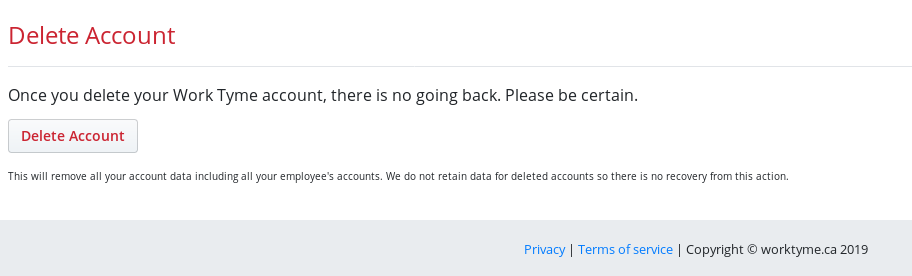 Delete Account
Once you delete your Work Tyme account, there is no going back. Please be certain.
Delete Account
This will remove all your account data including all your employee's accounts. We do not retain data for deleted accounts so there is no recovery from this action.
Privacy | Terms of service | Copyright © worktyme.ca 2019